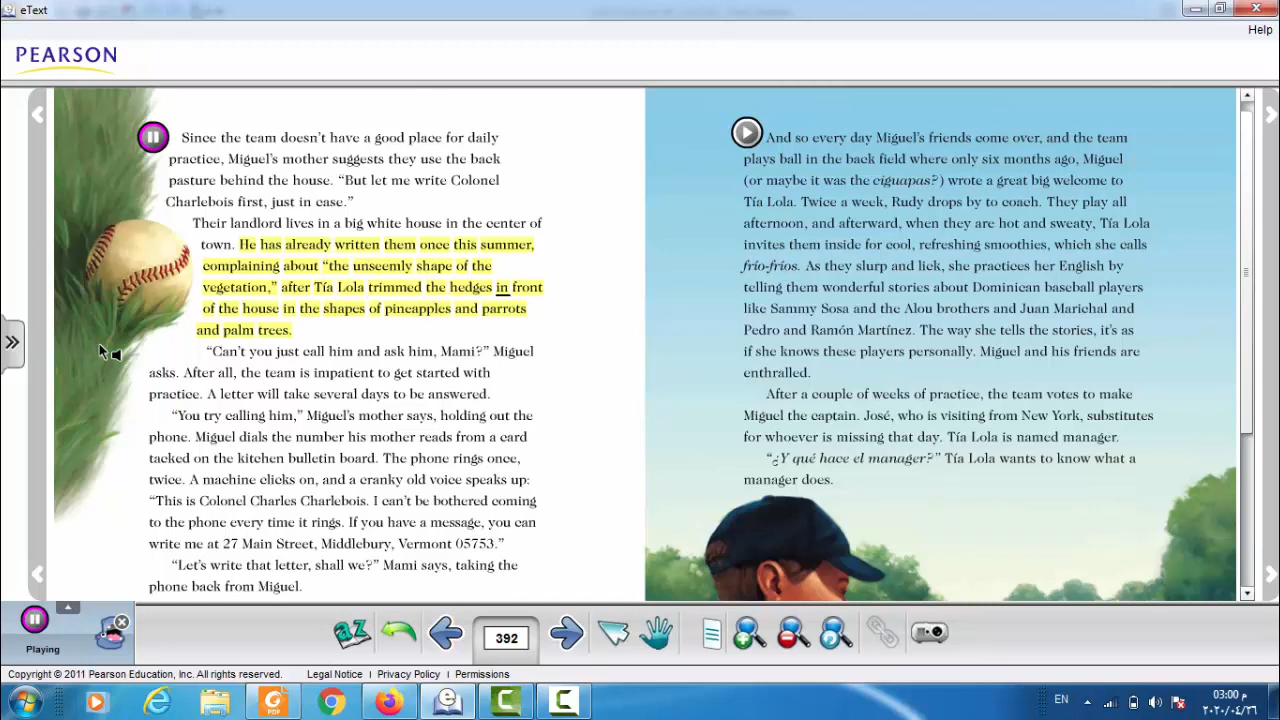 eText
Help
PEARSON
Since the team doesn't have a good place for daily
practice, Miguel's mother suggests they use the back
pasture behind the house. “But let me write Colonel
Charlebois first, just in case.”
Their landlord lives in a big white house in the center of
town. He has already written them once this summer,
complaining about “the unseemly shape of the
vegetation,” after Tía Lola trimmed the hedges in front
of the house in the shapes of pineapples and parrots
and palm trees.
“Can't you just call him and ask him, Mami?” Miguel
asks. After all, the team is impatient to get started with
practice. A letter will take several days to be answered.
“You try calling him,” Miguel's mother says, holding out the
phone. Miguel dials the number his mother reads from a card
tacked on the kitchen bulletin board. The phone rings once,
twice. A machine clicks on, and a cranky old voice speaks up:
“This is Colonel Charles Charlebois. I can't be bothered coming
to the phone every time it rings. If you have a message, you can
write me at 27 Main Street, Middlebury, Vermont 05753.”
“Let's write that letter, shall we?” Mami says, taking the
phone back from Miguel.
And so every day Miguel's friends come over, and the team
plays ball in the back field where only six months ago, Miguel
(or maybe it was the ciguapas?) wrote a great big welcome to
Tía Lola. Twice a week, Rudy drops by to coach. They play all
afternoon, and afterward, when they are hot and sweaty, Tía Lola
invites them inside for cool, refreshing smoothies, which she calls
frío-fríos. As they slurp and lick, she practices her English by
telling them wonderful stories about Dominican baseball players
like Sammy Sosa and the Alou brothers and Juan Marichal and
Pedro and Ramón Martínez. The way she tells the stories, it's as
if she knows these players personally. Miguel and his friends are
enthralled.
After a couple of weeks of practice, the team votes to make
Miguel the captain. José, who is visiting from New York, substitutes
for whoever is missing that day. Tía Lola is named manager.
“¿Y qué hace el manager?” Tía Lola wants to know what a
manager does.
Playing
aZ
392
Copyright © 2011 Pearson Education, Inc. All rights reserved.
Legal Notice | Privacy Policy | Permissions
PDF
EN
03:00 م
٢٠٢٠/٠٤/٢٦